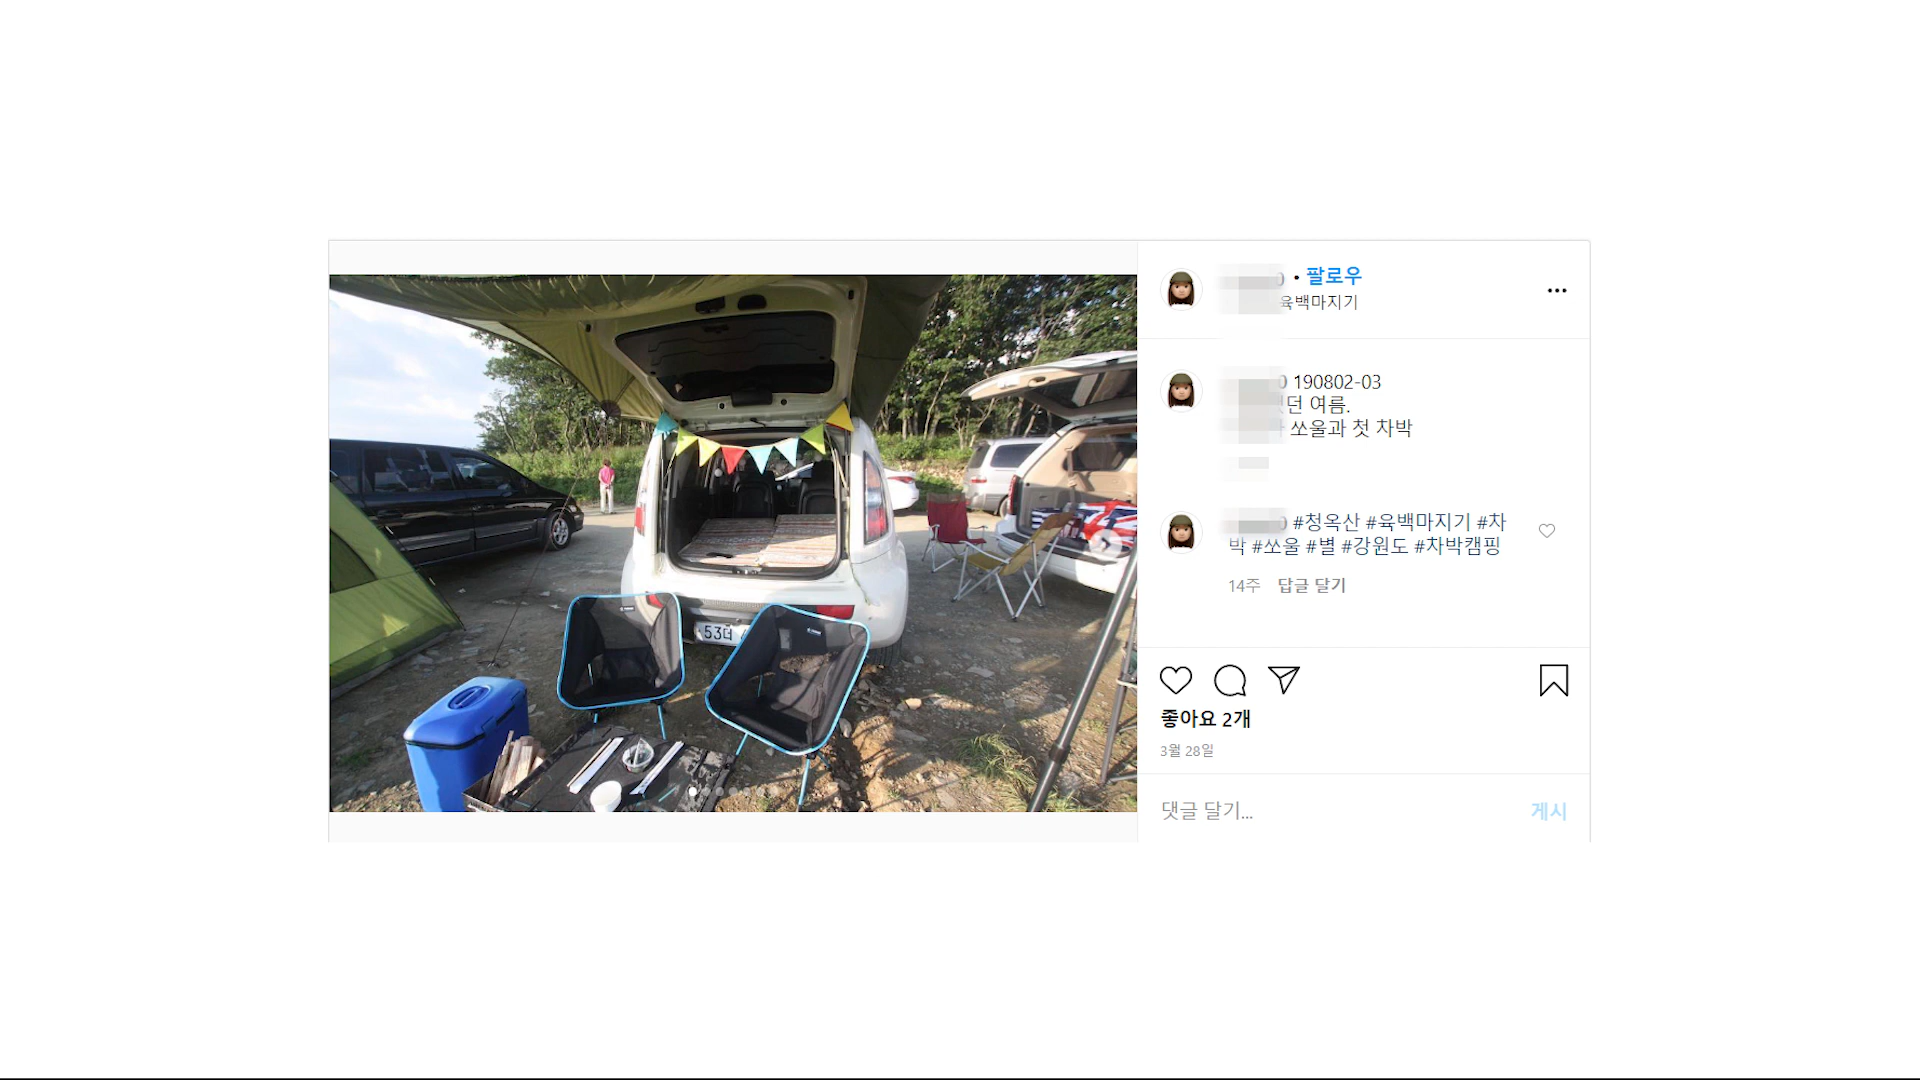 • 팔로우
육백마지기
190802-03
던 여름.
쏘울과 첫 차박
#청옥산 #육백마지기 #차
박 #쏘울 #별 #강원도 #차박캠핑
14주 답글 달기
53더
좋아요 2개
3월 28일
댓글 달기...
게시